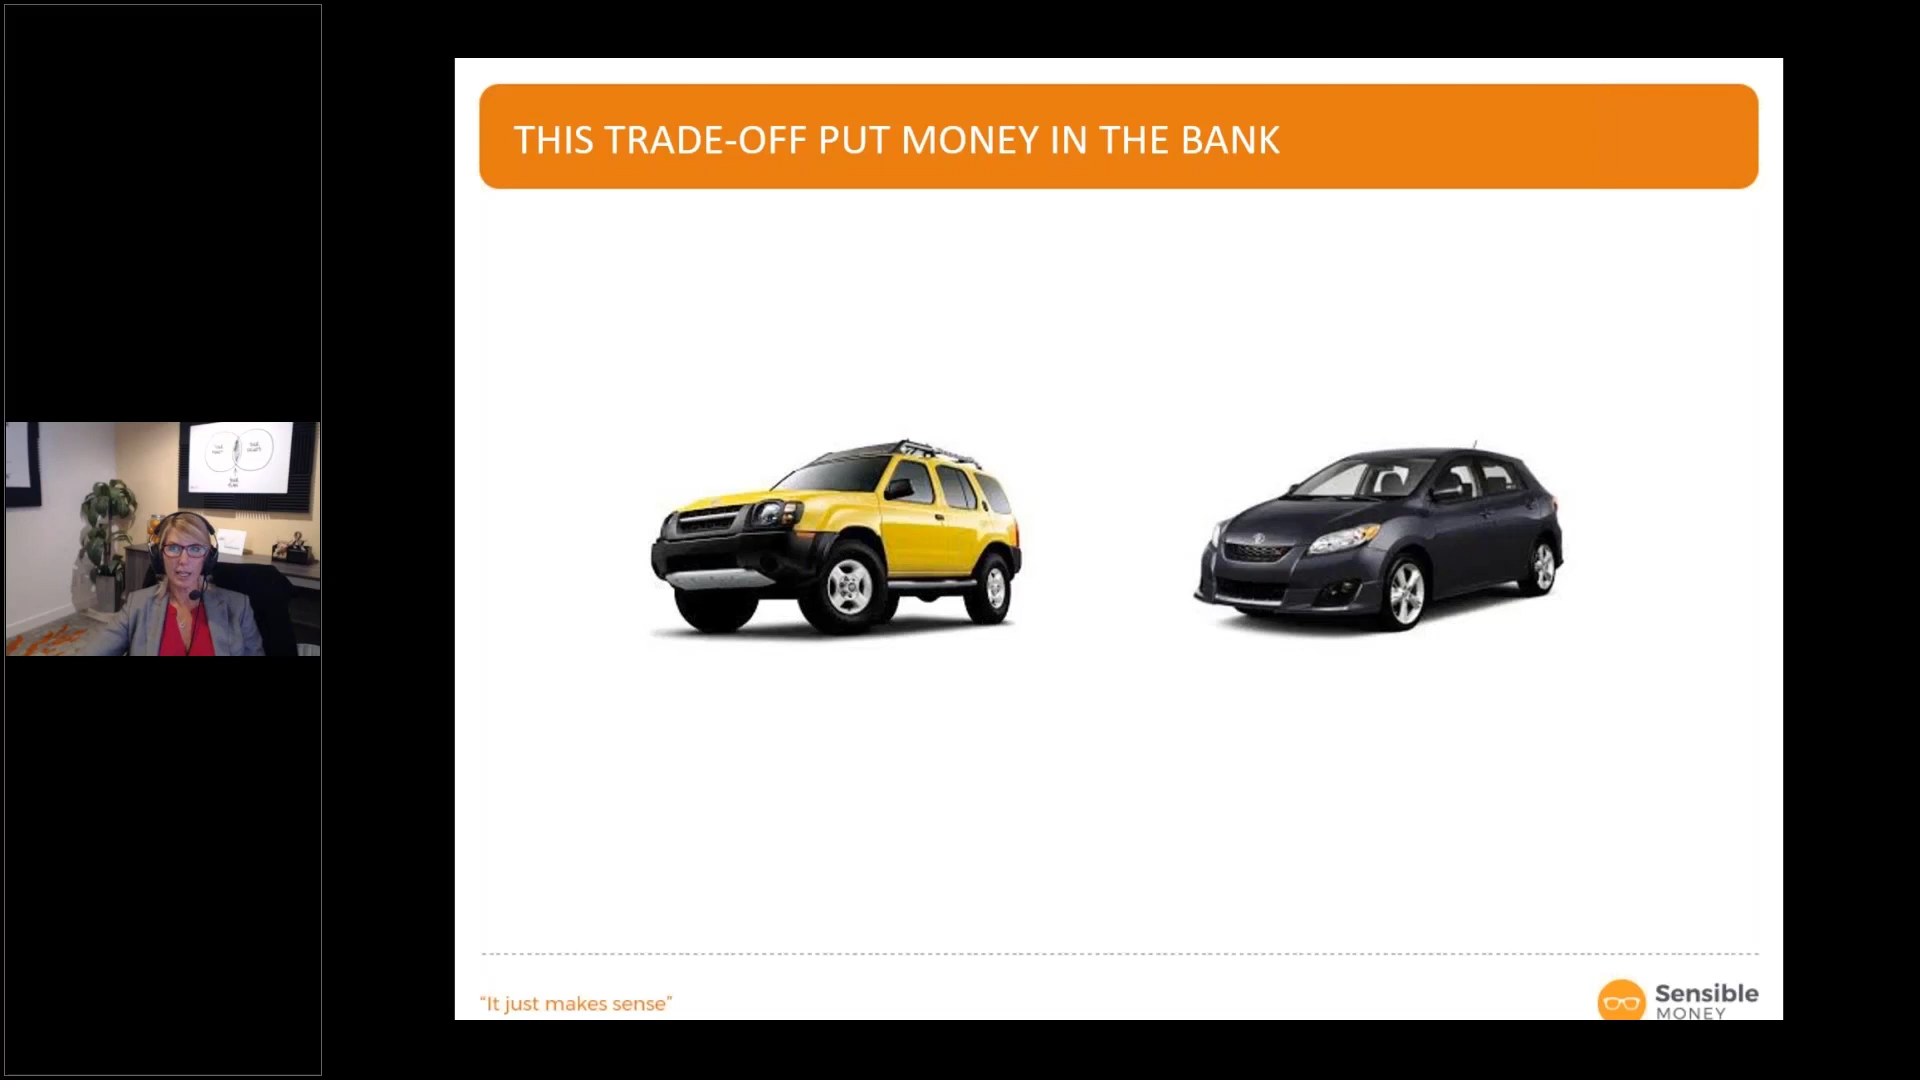 THIS TRADE-OFF PUT MONEY IN THE BANK
“It just makes sense”
Sensible
MONEY